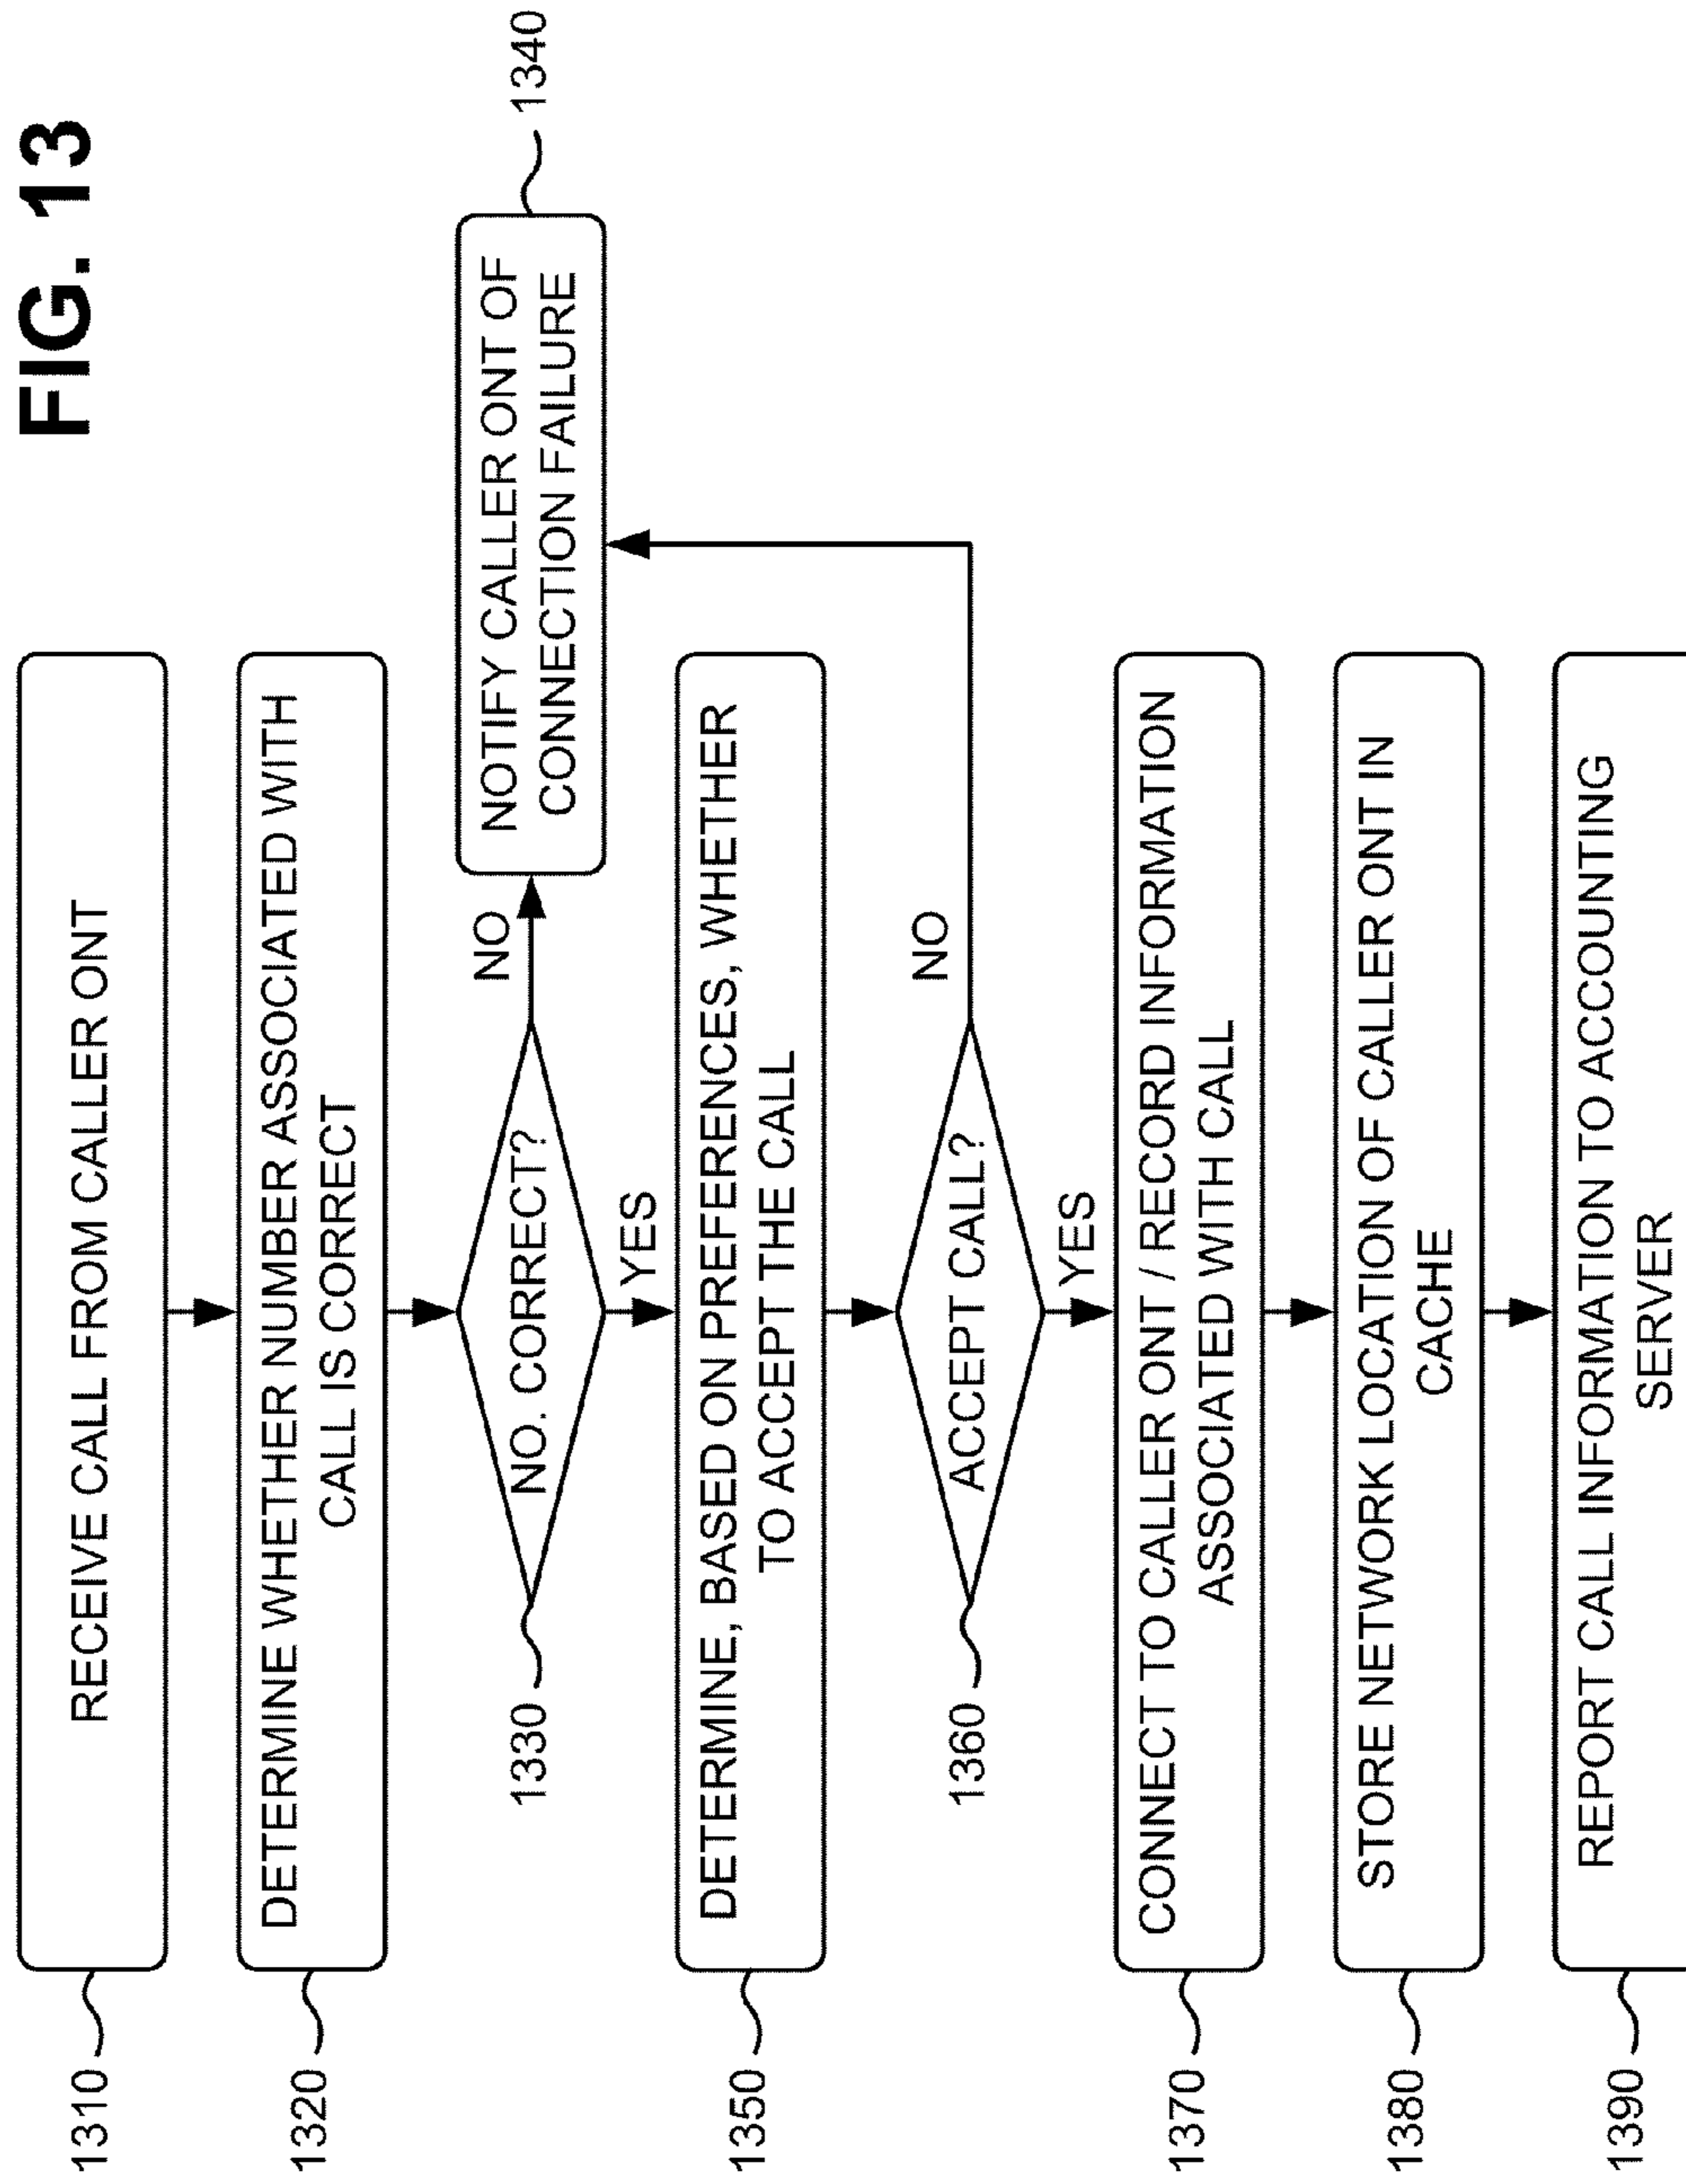 FIG. 13
1310
RECEIVE CALL FROM CALLER ONT
1320
DETERMINE WHETHER NUMBER ASSOCIATED WITH
CALL IS CORRECT
1330
NO. CORRECT?
NO
NOTIFY CALLER ONT OF
CONNECTION FAILURE
1340
YES
1350
DETERMINE, BASED ON PREFERENCES, WHETHER
TO ACCEPT THE CALL
1360
ACCEPT CALL?
NO
YES
1370
CONNECT TO CALLER ONT / RECORD INFORMATION
ASSOCIATED WITH CALL
1380
STORE NETWORK LOCATION OF CALLER ONT IN
CACHE
1390
REPORT CALL INFORMATION TO ACCOUNTING
SERVER